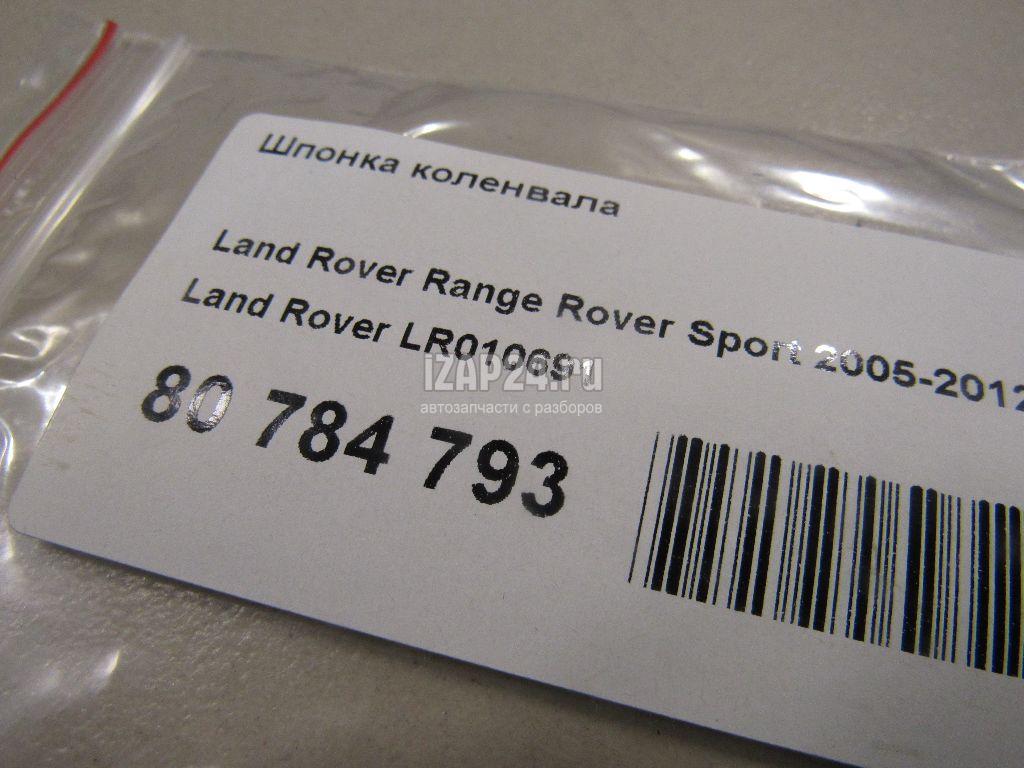 Шпонка коленвала
Land Rover Range Rover Sport 2005-2012
Land Rover LR010691
iZAP24.ru
автозапчасти с разборов
80 784 793